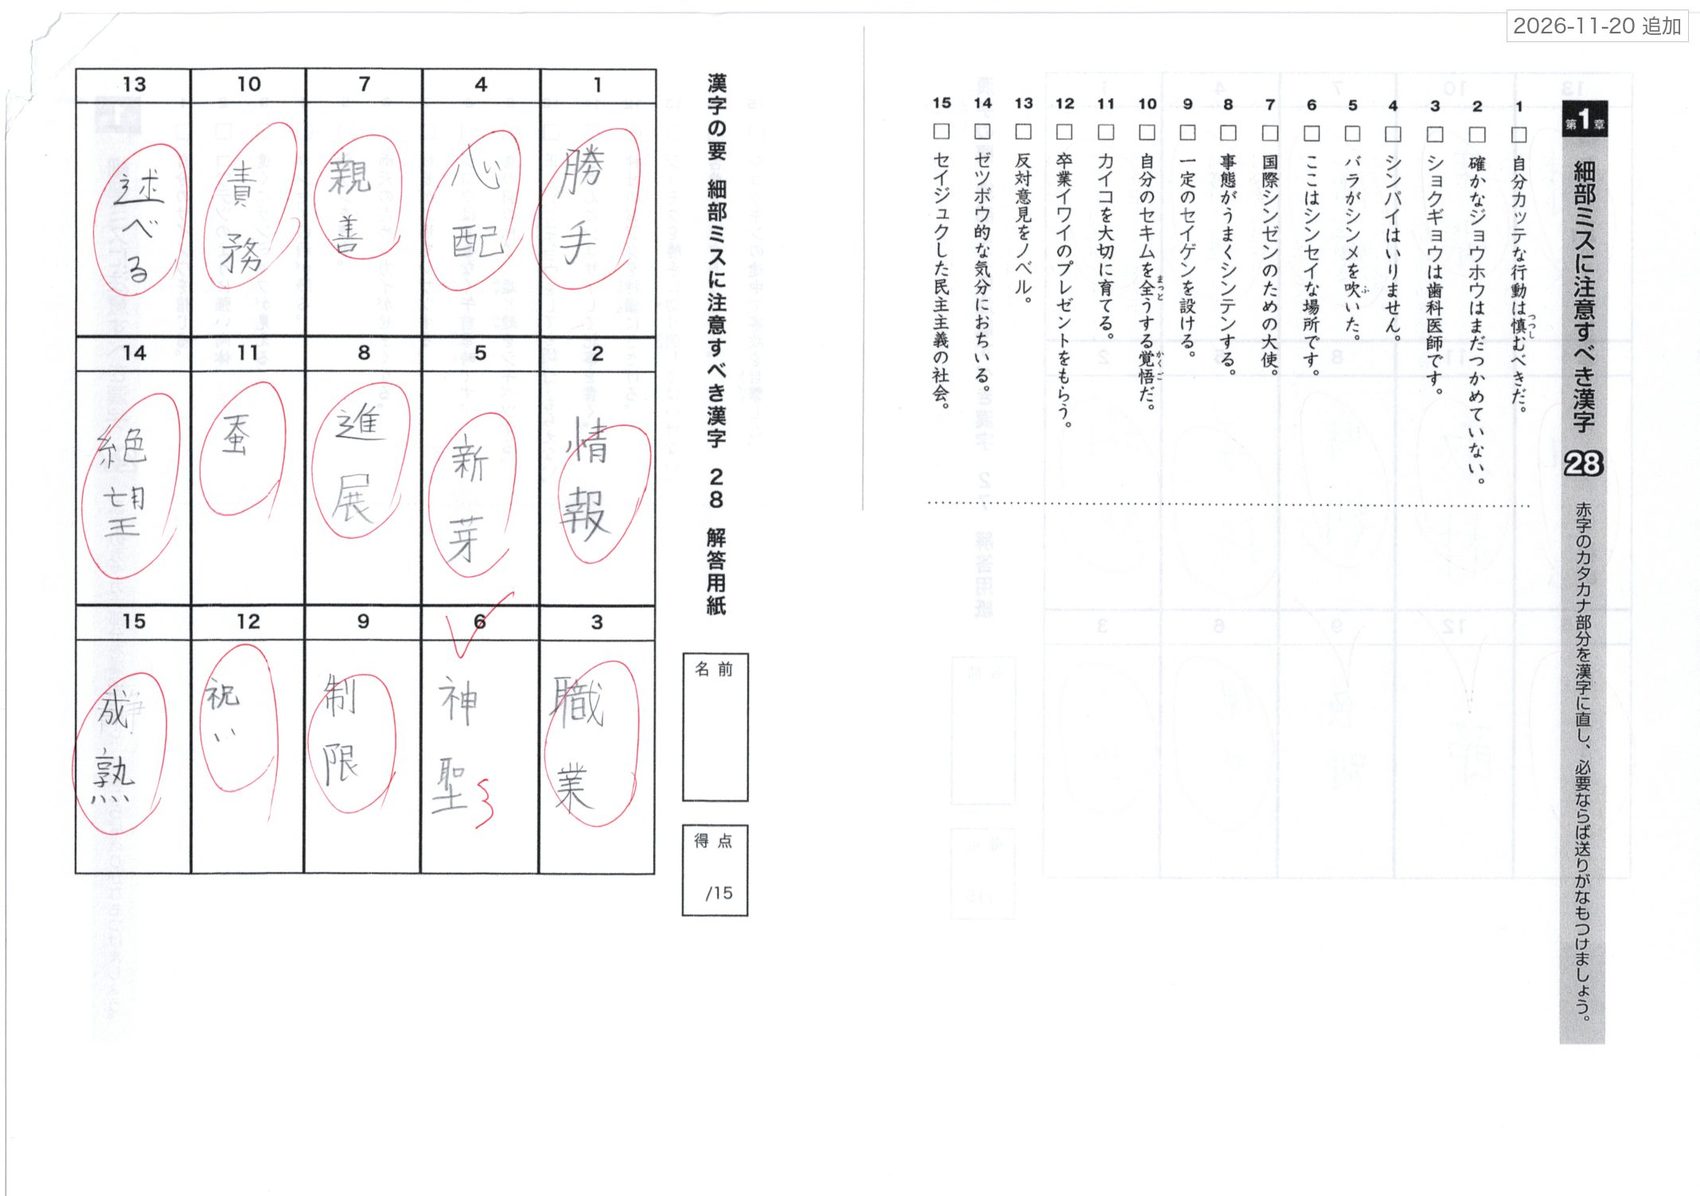 2026-11-20 追加
第1章 細部ミスに注意すべき漢字 28 赤字のカタカナ部分を漢字に直し、必要ならば送りがなもつけましょう。
1 □ 自分カッテな行動は慎(つつし)むべきだ。
2 □ 確かなジョウホウはまだつかめていない。
3 □ ショクギョウは歯科医師です。
4 □ シンパイはいりません。
5 □ バラがシンメを吹(ふ)いた。
6 □ ここはシンセイな場所です。
7 □ 国際シンゼンのための大使。
8 □ 事態がうまくシンテンする。
9 □ 一定のセイゲンを設ける。
10 □ 自分のセキムを全(まっと)うする覚悟(かくご)だ。
11 □ カイコを大切に育てる。
12 □ 卒業イワイのプレゼントをもらう。
13 □ 反対意見をノベル。
14 □ ゼツボウ的な気分におちいる。
15 □ セイジュクした民主主義の社会。
漢字の要 細部ミスに注意すべき漢字 28 解答用紙
名前
得点
/15
1
勝手
2
情報
3
職業
4
心配
5
新芽
6
神聖
7
親善
8
進展
9
制限
10
責務
11
蚕
12
祝い
13
述べる
14
絶望
15
成熟